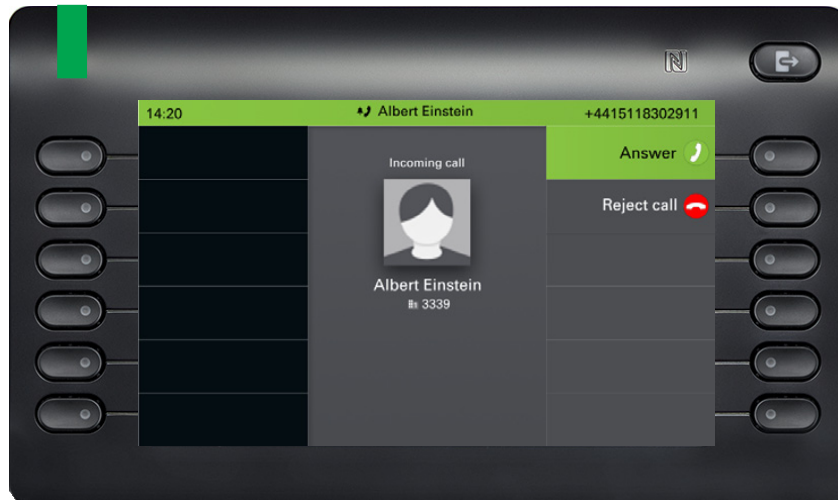 14:20 Albert Einstein +4415118302911
Incoming call
Answer
Reject call
Albert Einstein
3339